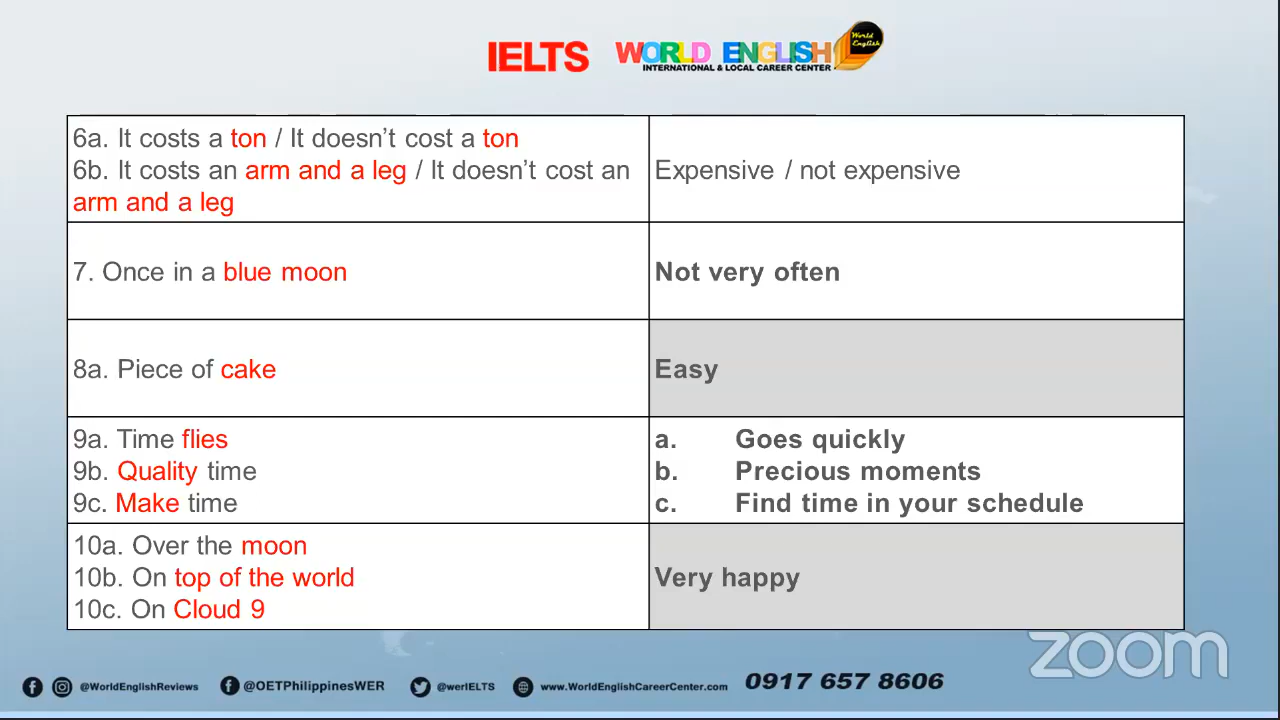 IELTS WORLD ENGLISH World English
INTERNATIONAL & LOCAL CAREER CENTER
6a. It costs a ton / It doesn’t cost a ton
6b. It costs an arm and a leg / It doesn’t cost an
arm and a leg
Expensive / not expensive
7. Once in a blue moon
Not very often
8a. Piece of cake
Easy
9a. Time flies
9b. Quality time
9c. Make time
a. Goes quickly
b. Precious moments
c. Find time in your schedule
10a. Over the moon
10b. On top of the world
10c. On Cloud 9
Very happy
zoom
@WorldEnglishReviews @OETPhilippinesWER @werIELTS www.WorldEnglishCareerCenter.com 0917 657 8606